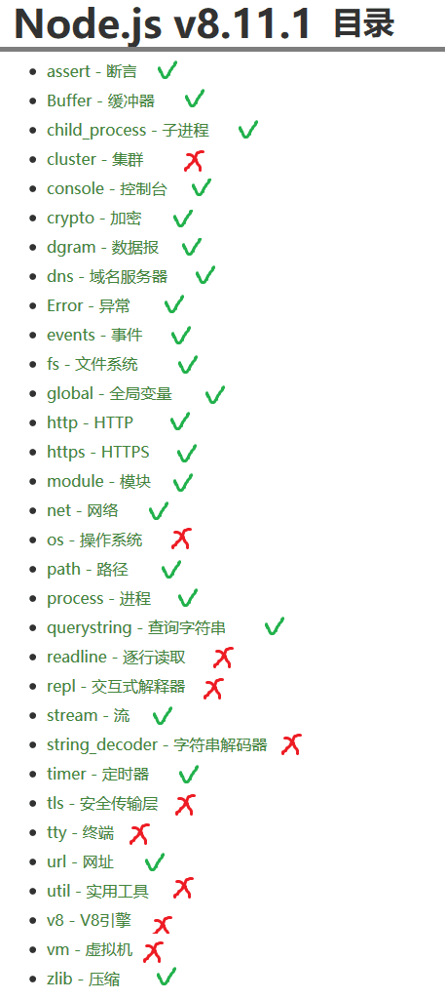 Node.js v8.11.1 目录
assert - 断言
Buffer - 缓冲器
child_process - 子进程
cluster - 集群
console - 控制台
crypto - 加密
dgram - 数据报
dns - 域名服务器
Error - 异常
events - 事件
fs - 文件系统
global - 全局变量
http - HTTP
https - HTTPS
module - 模块
net - 网络
os - 操作系统
path - 路径
process - 进程
querystring - 查询字符串
readline - 逐行读取
repl - 交互式解释器
stream - 流
string_decoder - 字符串解码器
timer - 定时器
tls - 安全传输层
tty - 终端
url - 网址
util - 实用工具
v8 - V8引擎
vm - 虚拟机
zlib - 压缩